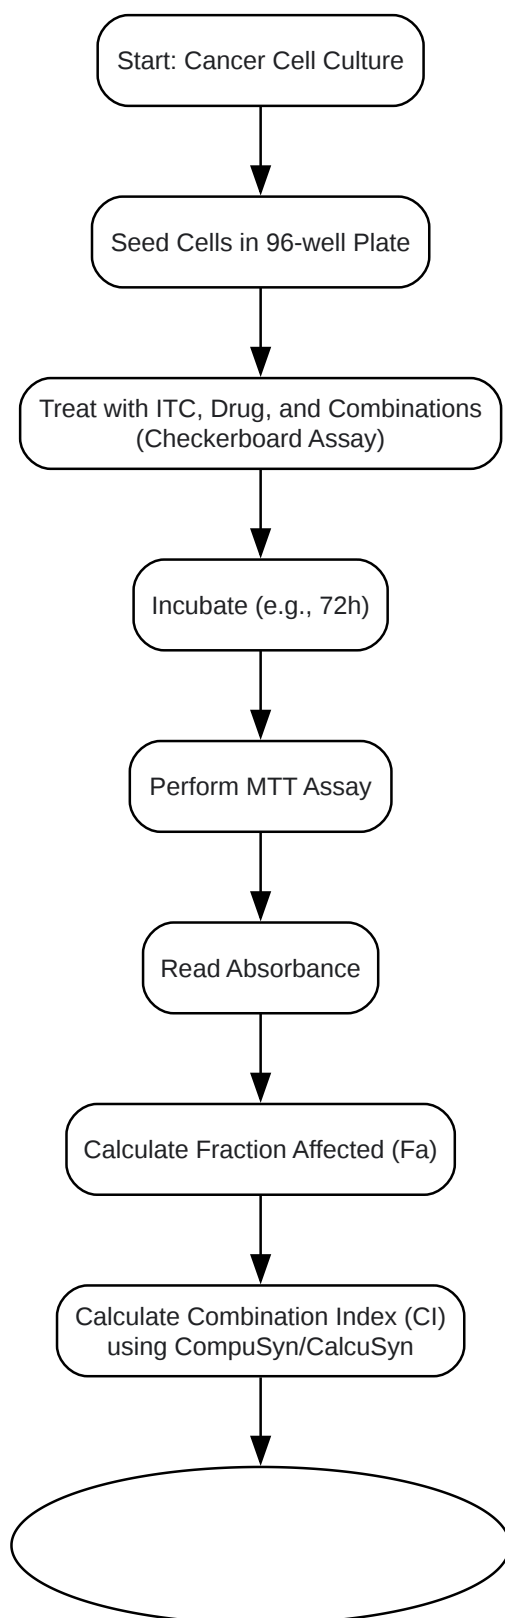 Start: Cancer Cell Culture
Seed Cells in 96-well Plate
Treat with ITC, Drug, and Combinations
(Checkerboard Assay)
Incubate (e.g., 72h)
Perform MTT Assay
Read Absorbance
Calculate Fraction Affected (Fa)
Calculate Combination Index (CI)
using CompuSyn/CalcuSyn